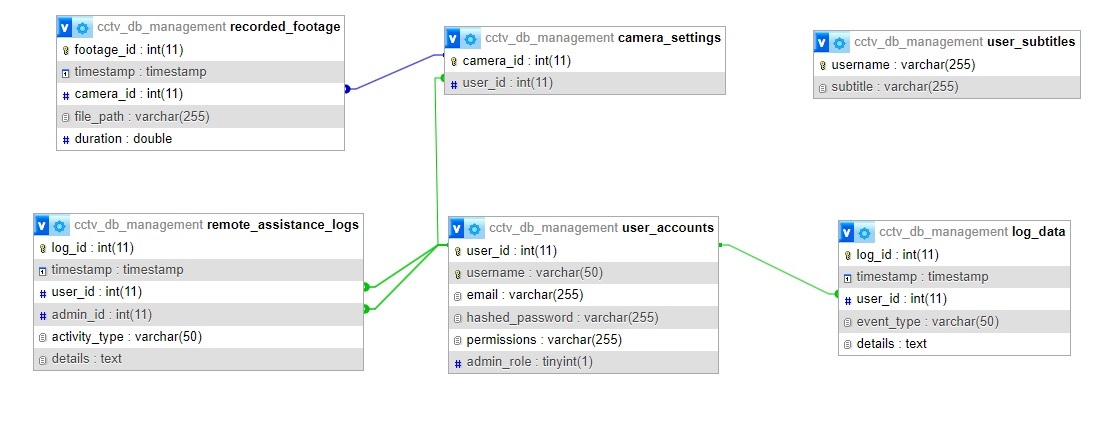 v cctv_db_management recorded_footage
footage_id : int(11)
timestamp : timestamp
# camera_id : int(11)
file_path : varchar(255)
# duration : double
v cctv_db_management camera_settings
camera_id : int(11)
# user_id : int(11)
v cctv_db_management user_subtitles
username : varchar(255)
subtitle : varchar(255)
v cctv_db_management remote_assistance_logs
log_id : int(11)
timestamp : timestamp
# user_id : int(11)
# admin_id : int(11)
activity_type : varchar(50)
details : text
v cctv_db_management user_accounts
user_id : int(11)
username : varchar(50)
email : varchar(255)
hashed_password : varchar(255)
permissions : varchar(255)
# admin_role : tinyint(1)
v cctv_db_management log_data
log_id : int(11)
timestamp : timestamp
# user_id : int(11)
event_type : varchar(50)
details : text